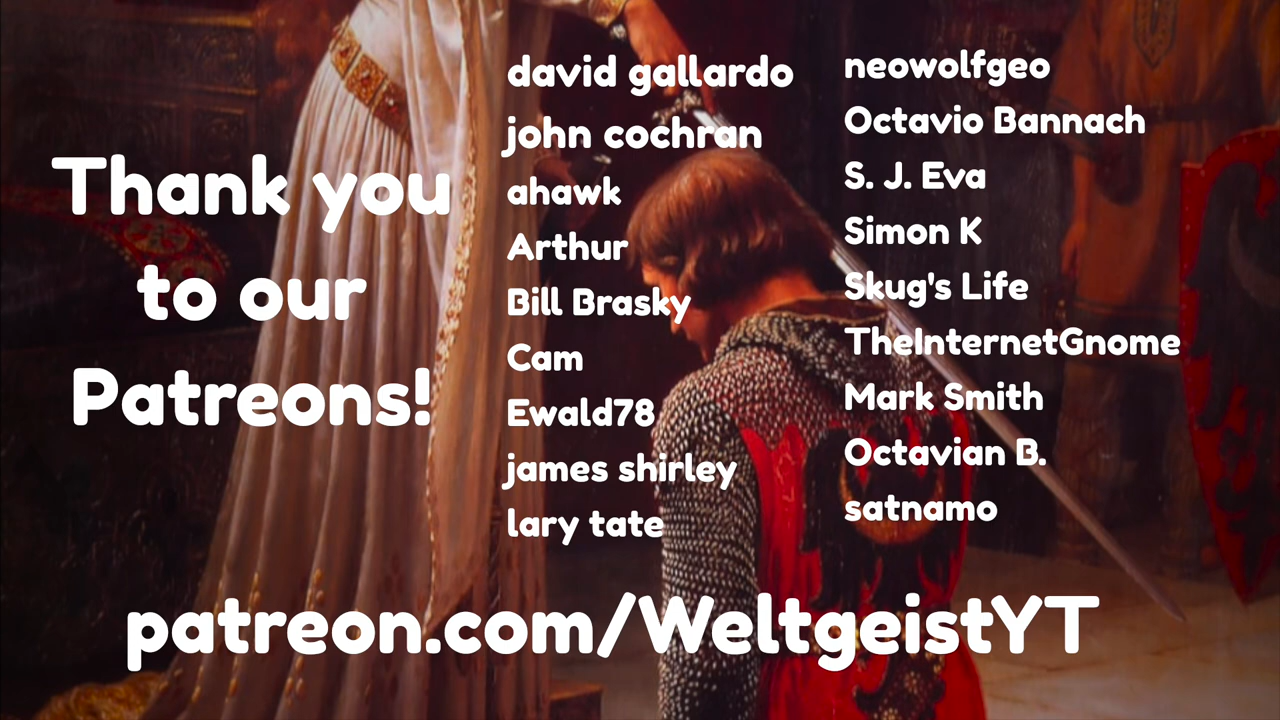 Thank you
to our
Patreons!
david gallardo
john cochran
ahawk
Arthur
Bill Brasky
Cam
Ewald78
james shirley
lary tate
neowolfgeo
Octavio Bannach
S. J. Eva
Simon K
Skug's Life
TheInternetGnome
Mark Smith
Octavian B.
satnamo
patreon.com/WeltgeistYT